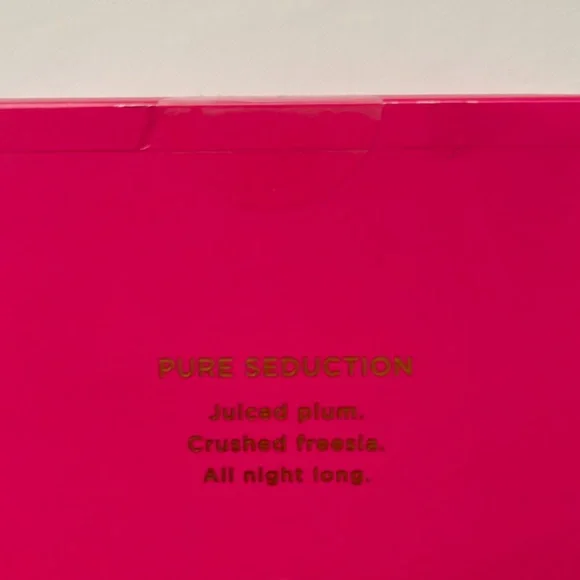 PURE SEDUCTION
Juiced plum.
Crushed freesia.
All night long.